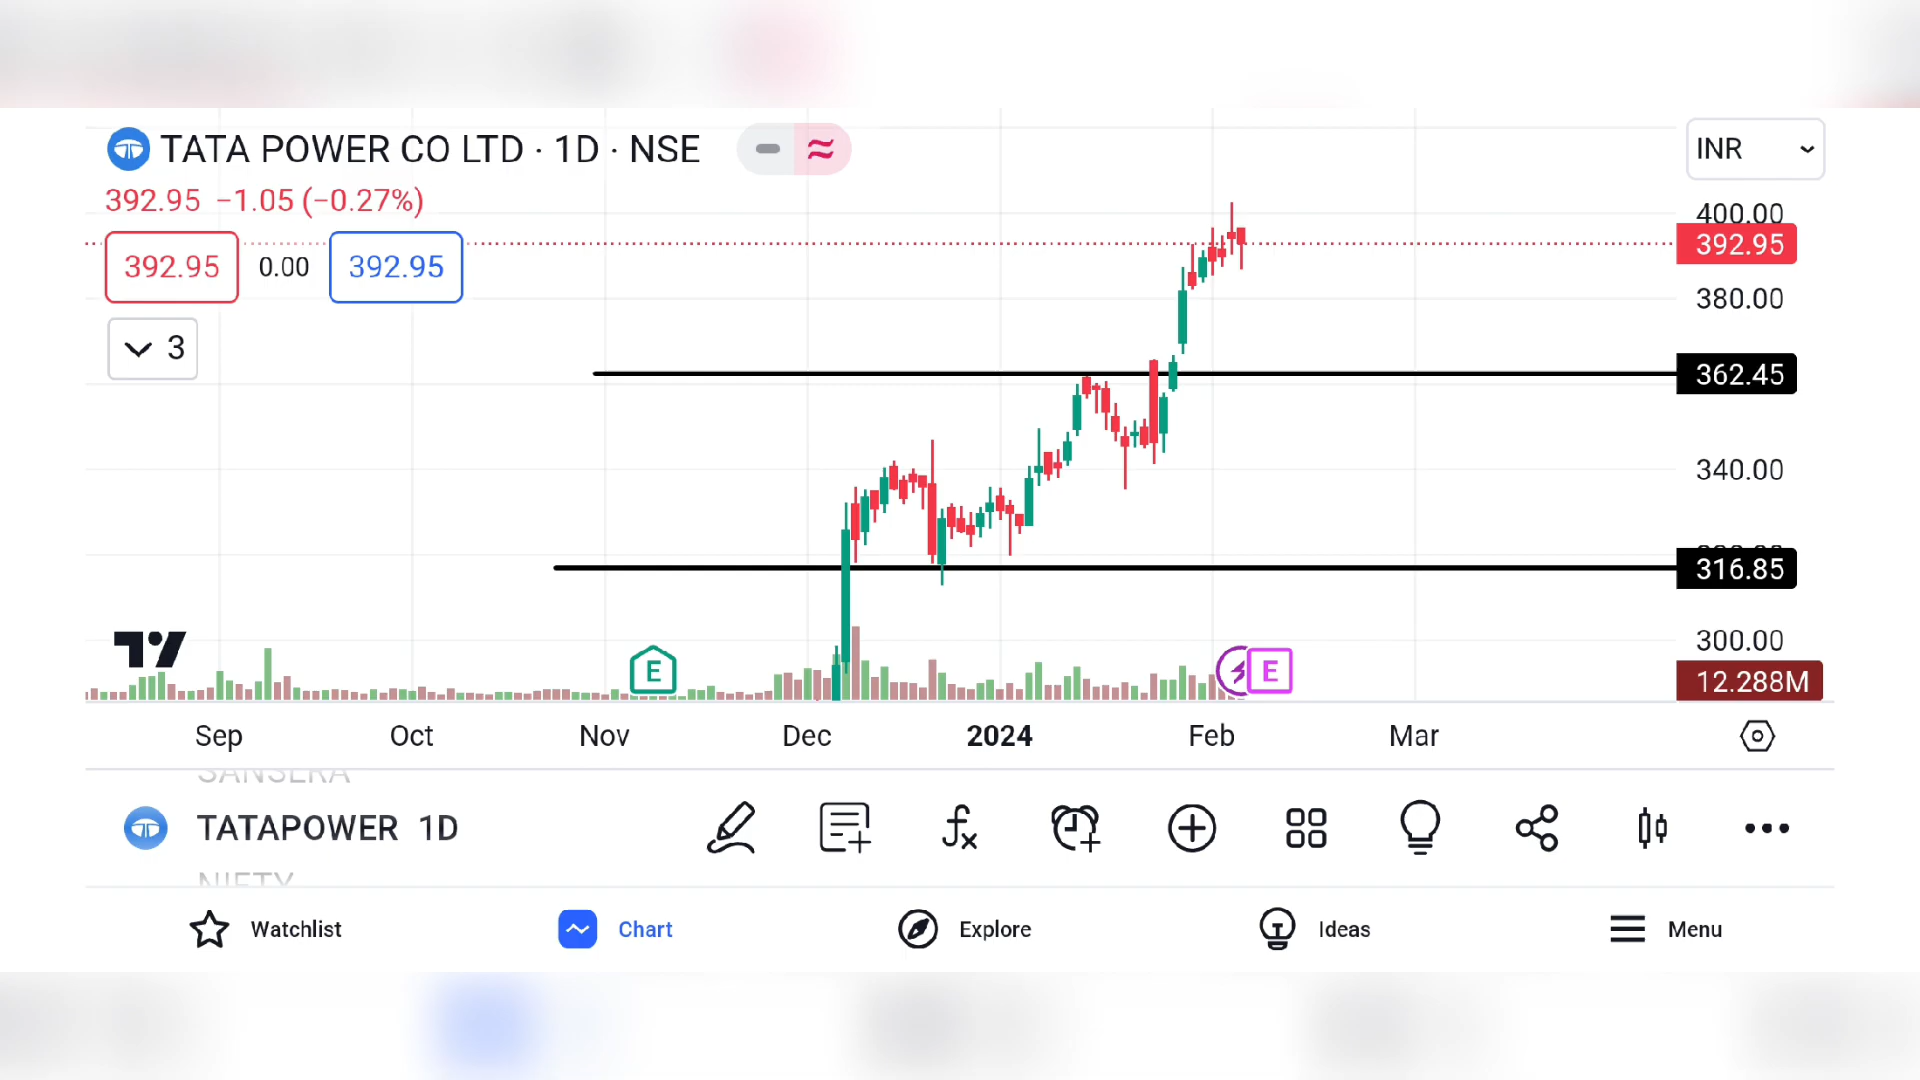 TATA POWER CO LTD · 1D · NSE
INR
392.95 −1.05 (−0.27%)
392.95 0.00 392.95
3
400.00
392.95
380.00
362.45
340.00
316.85
300.00
12.288M
E
E
Sep Oct Nov Dec 2024 Feb Mar
SANSERA
TATAPOWER 1D
NIFTY
Watchlist Chart Explore Ideas Menu